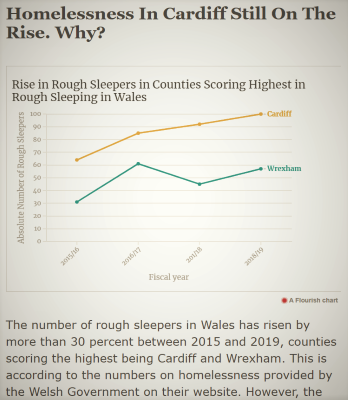 Homelessness In Cardiff Still On The
Rise. Why?
Rise in Rough Sleepers in Counties Scoring Highest in
Rough Sleeping in Wales
Absolute Number of Rough Sleepers
100
90
80
70
60
50
40
30
20
10
0
Cardiff
Wrexham
2015/16
2016/17
2017/18
2018/19
Fiscal year
A Flourish chart
The number of rough sleepers in Wales has risen by
more than 30 percent between 2015 and 2019, counties
scoring the highest being Cardiff and Wrexham. This is
according to the numbers on homelessness provided by
the Welsh Government on their website. However, the